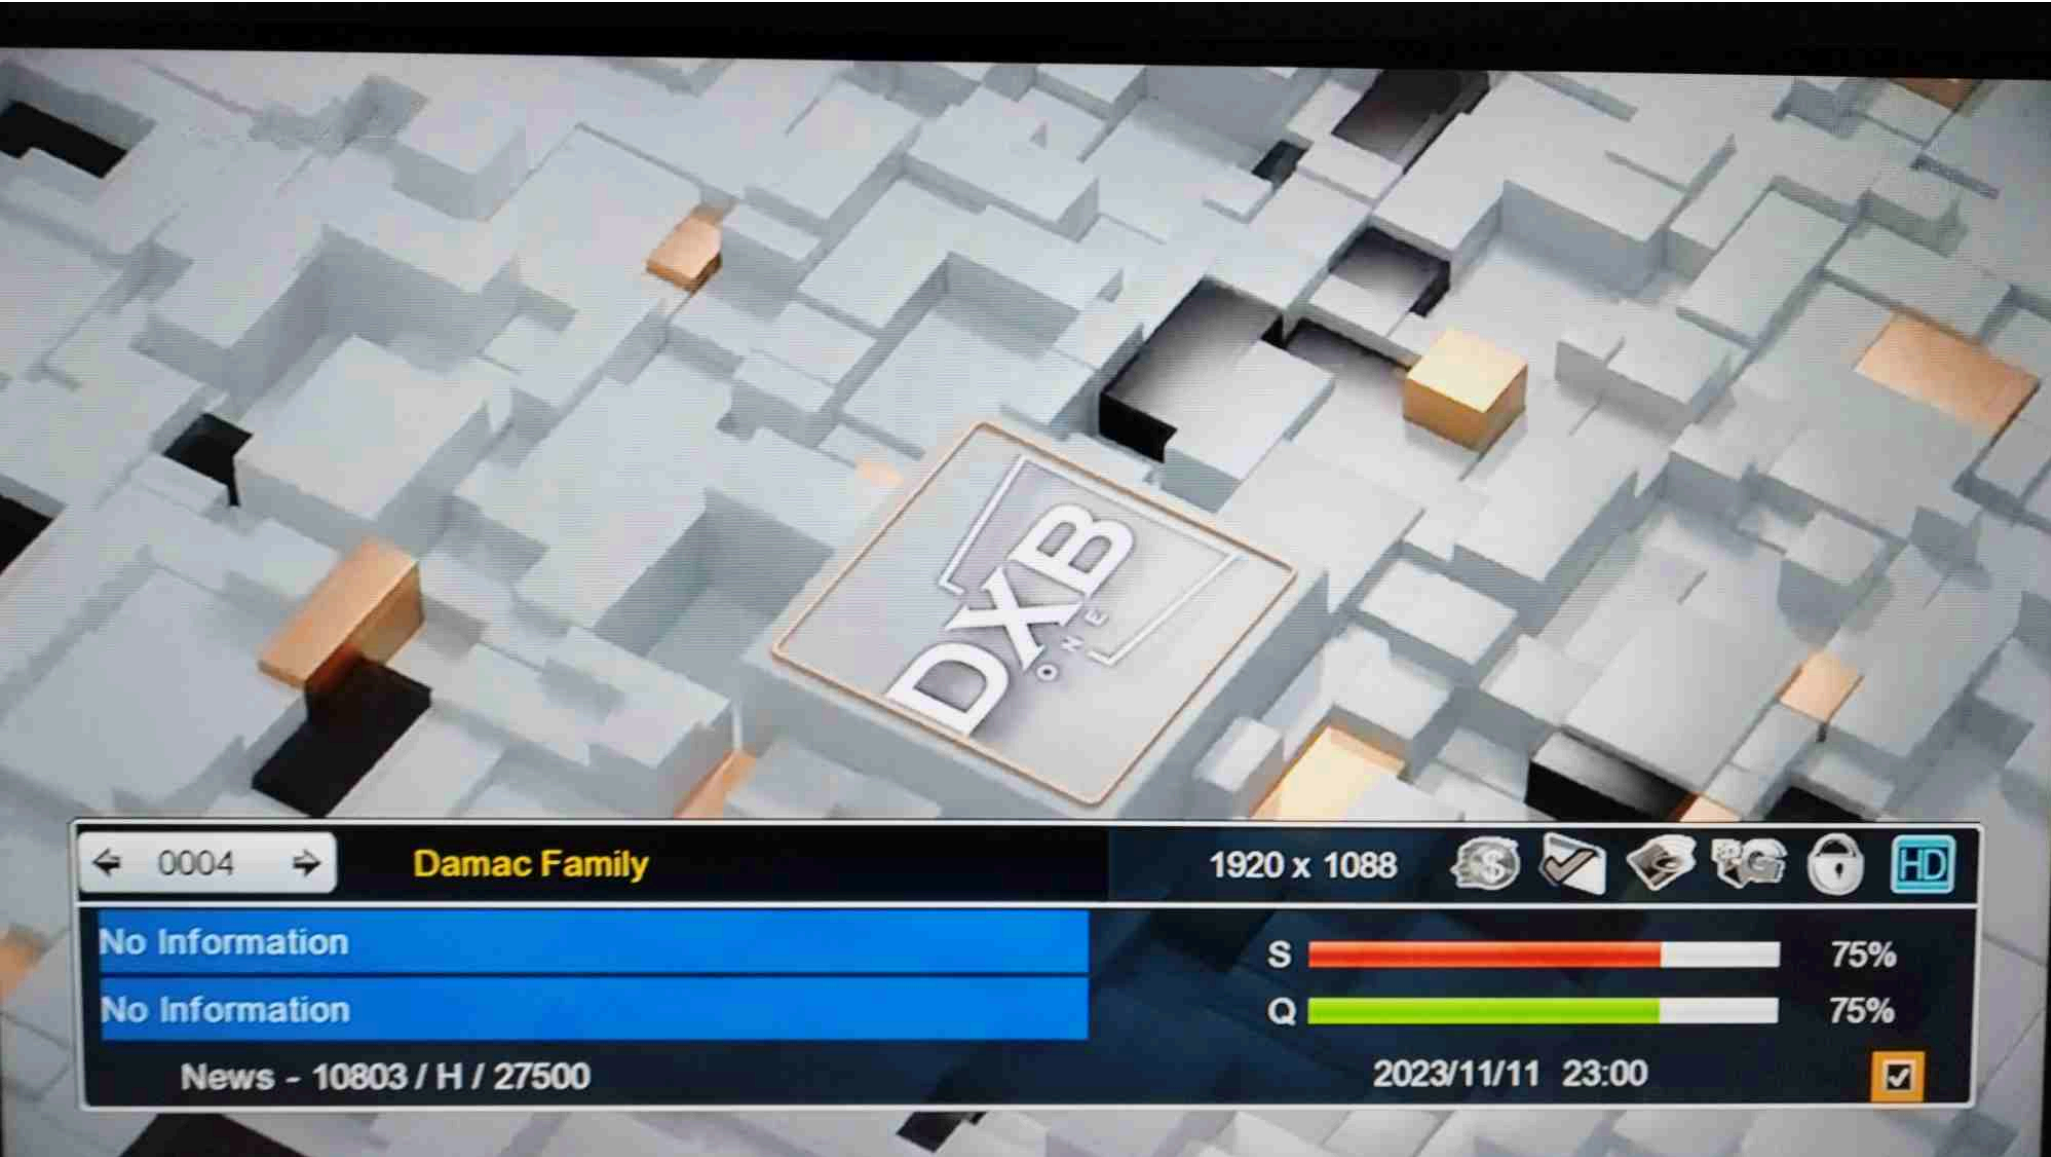 DXB
ONE
0004
Damac Family
1920 x 1088
$
HD
No Information
S
75%
No Information
Q
75%
News - 10803 / H / 27500
2023/11/11 23:00